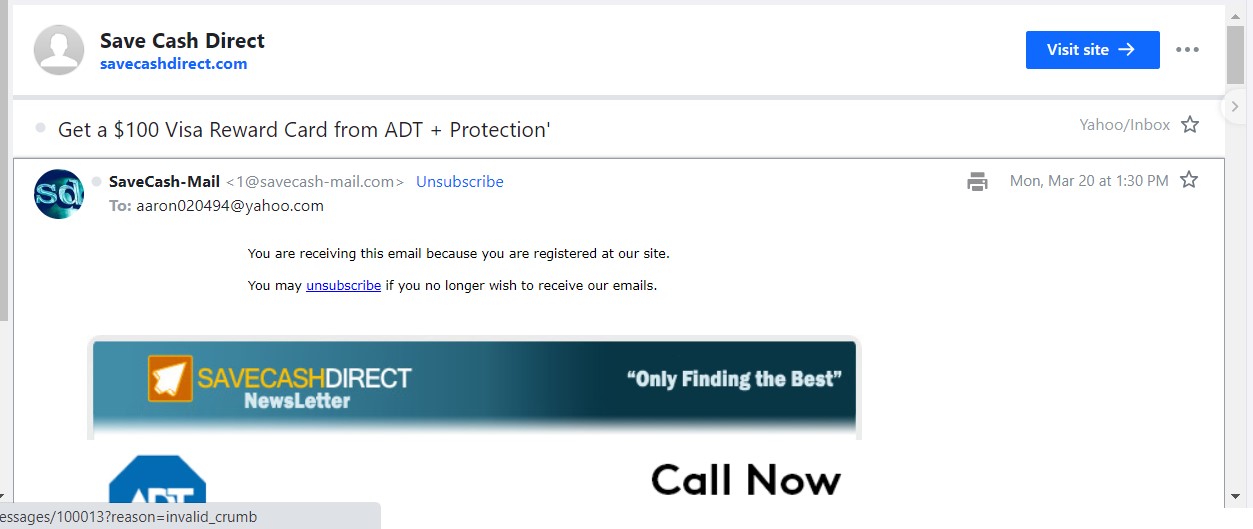 Save Cash Direct
savecashdirect.com
Visit site →
Get a $100 Visa Reward Card from ADT + Protection'
Yahoo/Inbox
sd
SaveCash-Mail <1@savecash-mail.com> Unsubscribe
Mon, Mar 20 at 1:30 PM
To: aaron020494@yahoo.com
You are receiving this email because you are registered at our site.
You may unsubscribe if you no longer wish to receive our emails.
SAVECASHDIRECT
NewsLetter
“Only Finding the Best”
ADT
Call Now
essages/100013?reason=invalid_crumb